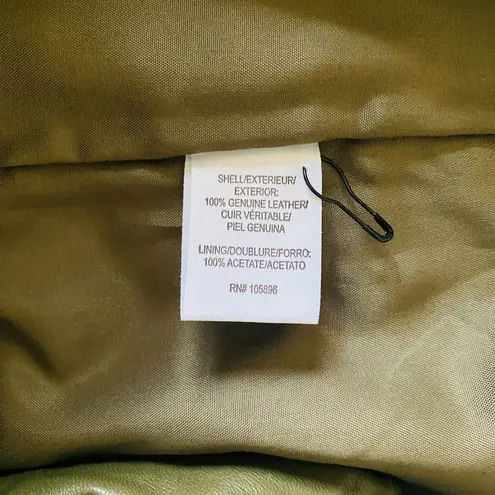 SHELL/EXTERIEUR/
EXTERIOR:
100% GENUINE LEATHER/
CUIR VÉRITABLE/
PIEL GENUINA
LINING/DOUBLURE/FORRO:
100% ACETATE/ACETATO
RN# 105896